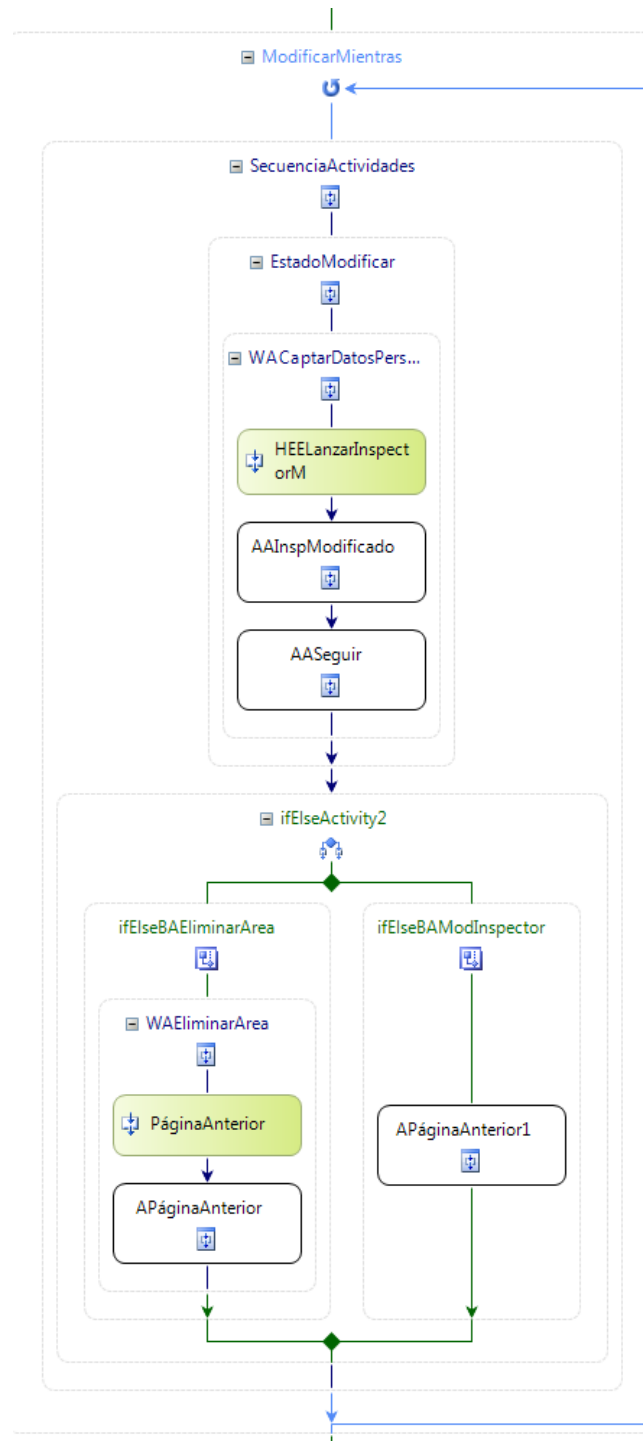 ModificarMientras
SecuenciaActividades
EstadoModificar
WACaptarDatosPers...
HEELanzarInspect
orM
AAInspModificado
AASeguir
ifElseActivity2
ifElseBAEliminarArea
ifElseBAModInspector
WAEliminarArea
PáginaAnterior
APáginaAnterior1
APáginaAnterior